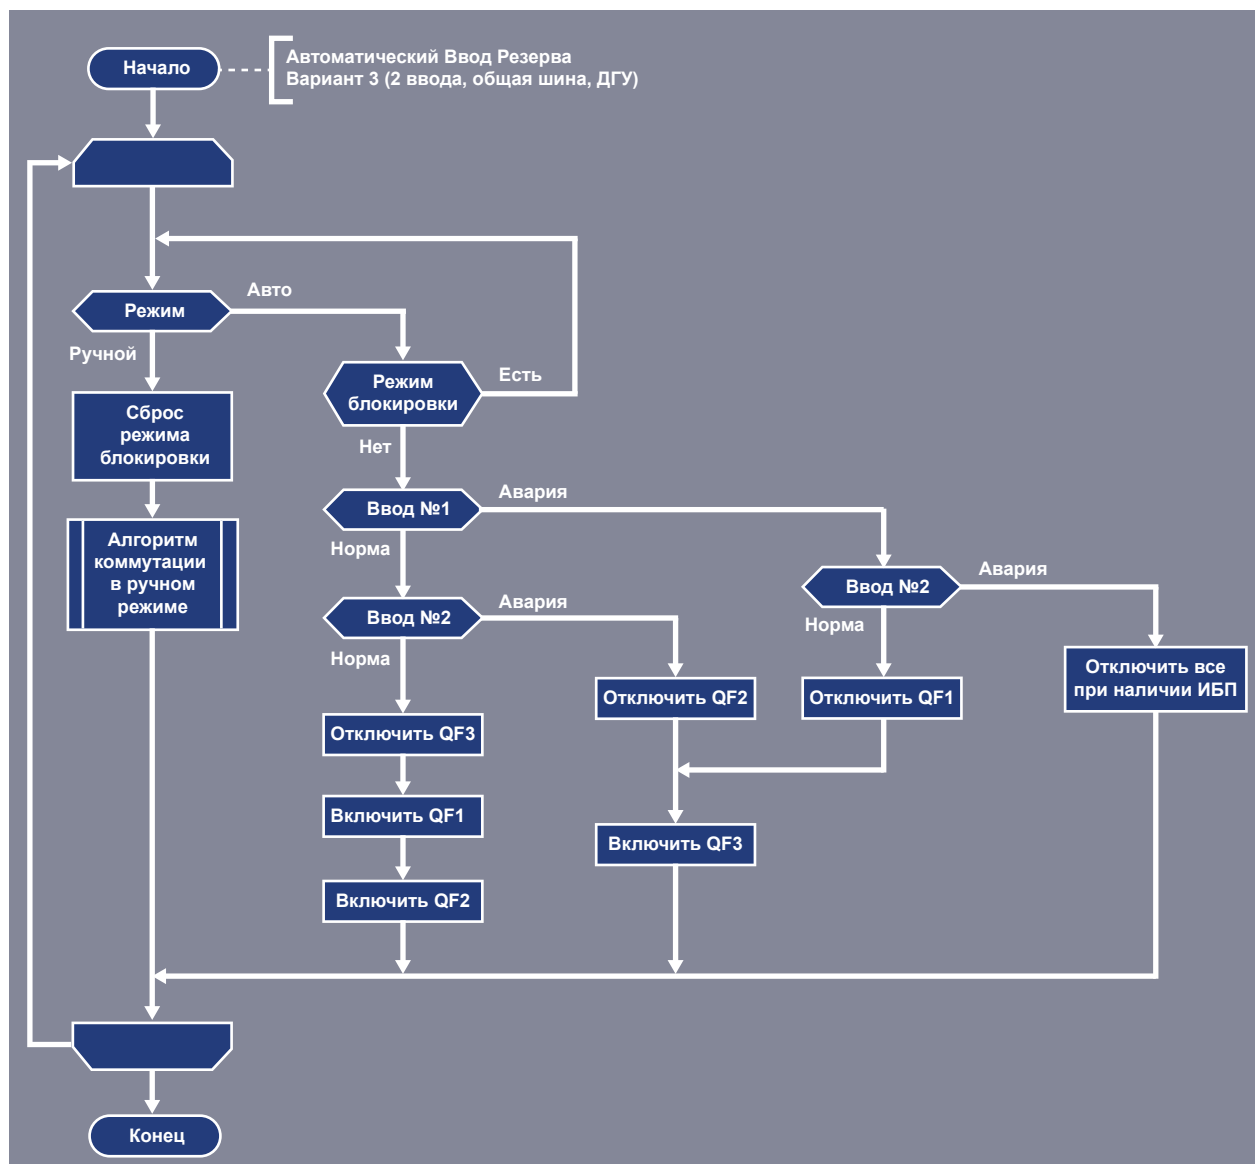 Начало
Автоматический Ввод Резерва
Вариант 3 (2 ввода, общая шина, ДГУ)
Авто
Режим
Ручной
Режим
блокировки
Есть
Сброс
режима
блокировки
Нет
Ввод №1
Авария
Алгоритм
коммутации
в ручном
режиме
Норма
Ввод №2
Авария
Ввод №2
Авария
Норма
Норма
Отключить QF2
Отключить QF1
Отключить все
при наличии ИБП
Отключить QF3
Включить QF1
Включить QF3
Включить QF2
Конец